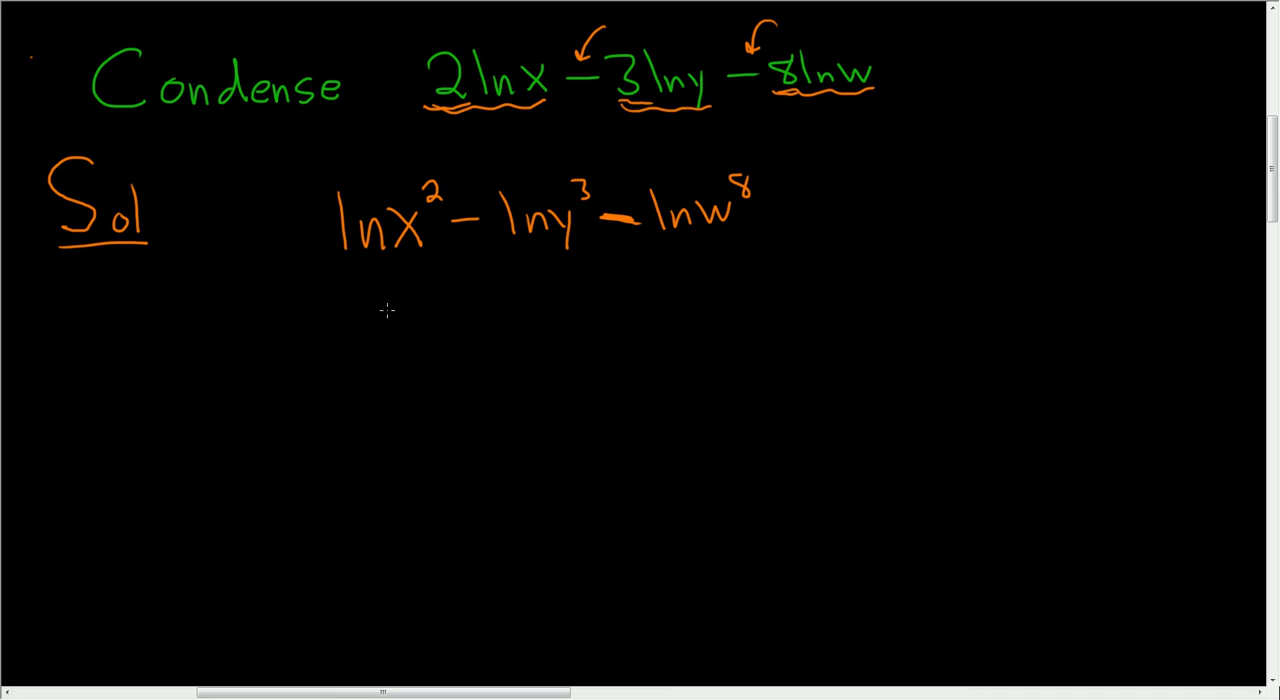 Condense 2lnx - 3lny - 8lnw
Sol lnx² - lny³ - lnw⁸